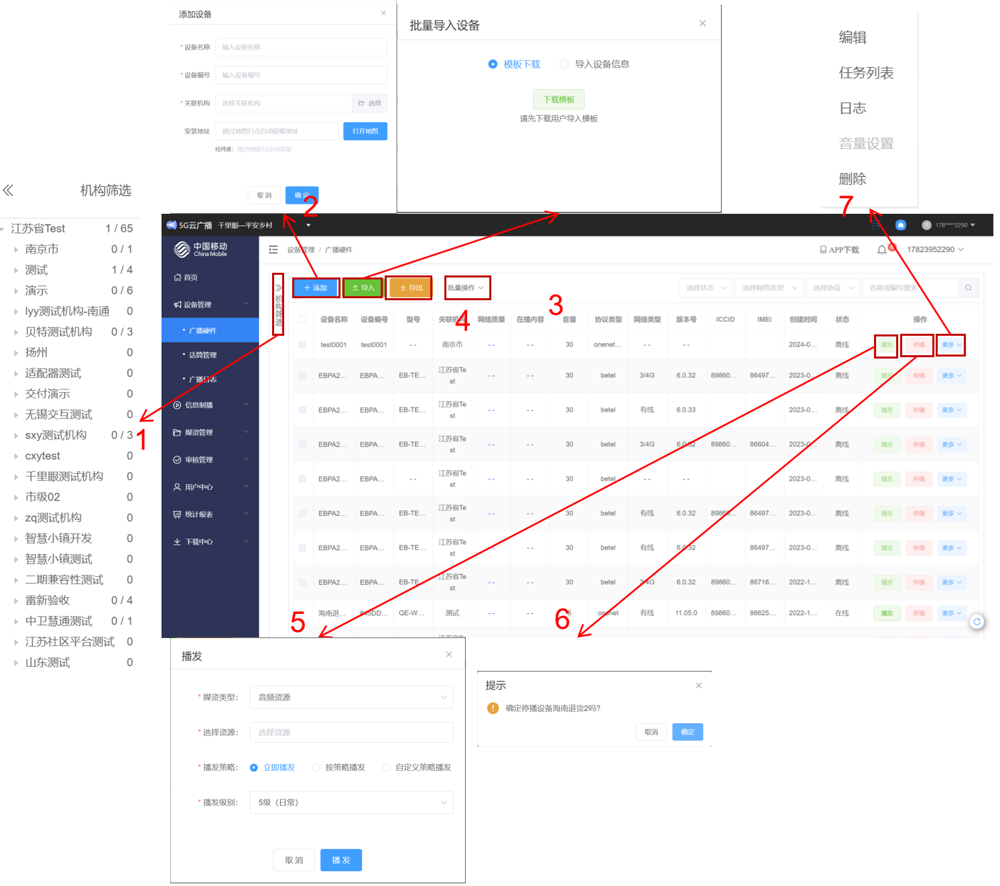 添加设备
* 设备名称 输入设备名称
* 设备编号 输入设备编号
* 关联机构 选择关联机构 选择
安装地址 通过地图打点自动获取地址 打开地图
经纬度: 通过地图打点自动获取
取消 确定
批量导入设备
模板下载 导入设备信息
下载模板
请先下载用户导入模板
编辑
任务列表
日志
音量设置
删除
2
7
机构筛选
江苏省Test 1 / 65
南京市 0 / 1
测试 1 / 4
演示 0 / 6
lyy测试机构-南通 0
贝特测试机构 0 / 3
扬州 0
适配器测试 0
交付演示 0
无锡交互测试 0
sxy测试机构 0 / 3
cxytest 0
千里眼测试机构 0
市级02 0
zq测试机构 0
智慧小镇开发 0
智慧小镇测试 0
二期兼容性测试 0
雷新验收 0 / 4
中卫慧通测试 0 / 1
江苏社区平台测试 0
山东测试 0
1
5G云广播 千里眼—平安乡村 178****2290
中国移动
China Mobile
首页
设备管理
广播硬件
话筒管理
广播日志
信息制播
媒资管理
审核管理
用户中心
统计报表
下载中心
设备管理 / 广播硬件 APP下载 17823952290
机构筛选
添加 导入 导出 批量操作 选择状态 选择网络类型 选择协议 名称或编号搜索
3
4
设备名称 设备编号 型号 关联机构 网络质量 在播内容 音量 协议类型 网络类型 版本号 ICCID IMEI 创建时间 状态 操作
test0001 test0001 -- 南京市 -- -- 30 onenet... -- -- 2024-0... 离线 播发 停播 更多
EBPA2... EBPA... EB-TE... 江苏省Test -- -- 30 betel 3/4G 6.0.32 89860... 86497... 2023-0... 离线 播发 停播 更多
EBPA2... EBPA... EB-TE... 江苏省Test -- -- 30 betel 有线 6.0.33 2023-0... 离线 播发 停播 更多
EBPA2... EBPA... EB-TE... 江苏省Test -- -- 30 betel 3/4G 6.0.32 89860... 86604... 2023-0... 离线 播发 停播 更多
EBPA2... EBPA... -- 江苏省Test -- -- 30 betel -- -- 2023-0... 离线 播发 停播 更多
EBPA2... EBPA... EB-TE... 江苏省Test -- -- 30 betel 有线 6.0.32 89860... 86497... 2023-0... 离线 播发 停播 更多
EBPA2... EBPA... EB-TE... 江苏省Test -- -- 30 betel 有线 6.0.32 86497... 2023-0... 离线 播发 停播 更多
EBPA2... EBPA... EB-TE... 江苏省Test -- -- 30 betel 3/4G 6.0.32 89860... 86716... 2022-1... 离线 播发 停播 更多
海南退... 845DD... QE-W... 测试 -- -- onenet 有线 11.05.0 89860... 86625... 2022-1... 在线 播发 停播 更多
5
6
播发
* 媒资类型: 音频资源
* 选择资源: 选择资源
* 播发策略: 立即播发 按策略播发 自定义策略播发
* 播发级别: 5级（日常）
取消 播发
提示
确定停播设备海南退货2吗?
取消 确定